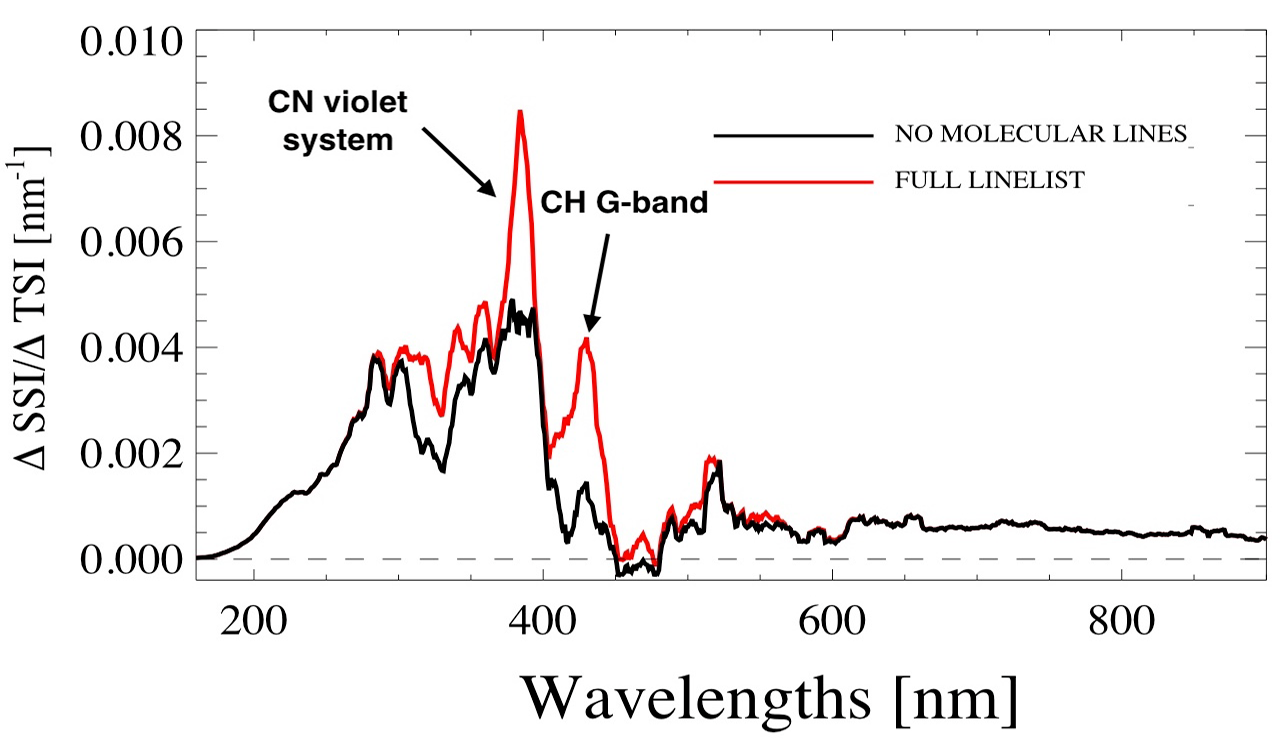 0.010
0.008
0.006
0.004
0.002
0.000
Δ SSI/Δ TSI [nm-1]
CN violet
system
CH G-band
NO MOLECULAR LINES
FULL LINELIST
200 400 600 800
Wavelengths [nm]